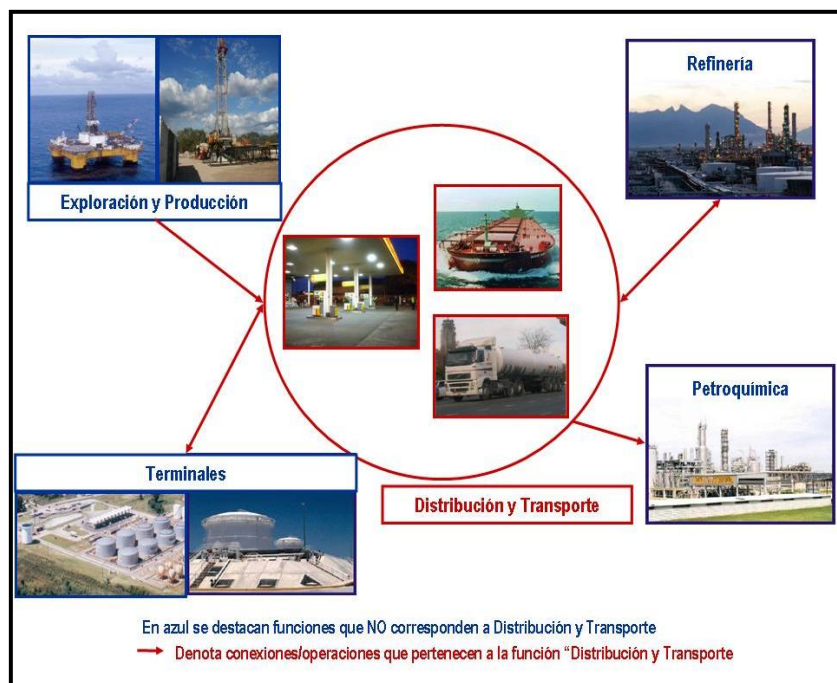 Exploración y Producción
Refinería
Petroquímica
Terminales
Distribución y Transporte
En azul se destacan funciones que NO corresponden a Distribución y Transporte
Denota conexiones/operaciones que pertenecen a la función “Distribución y Transporte